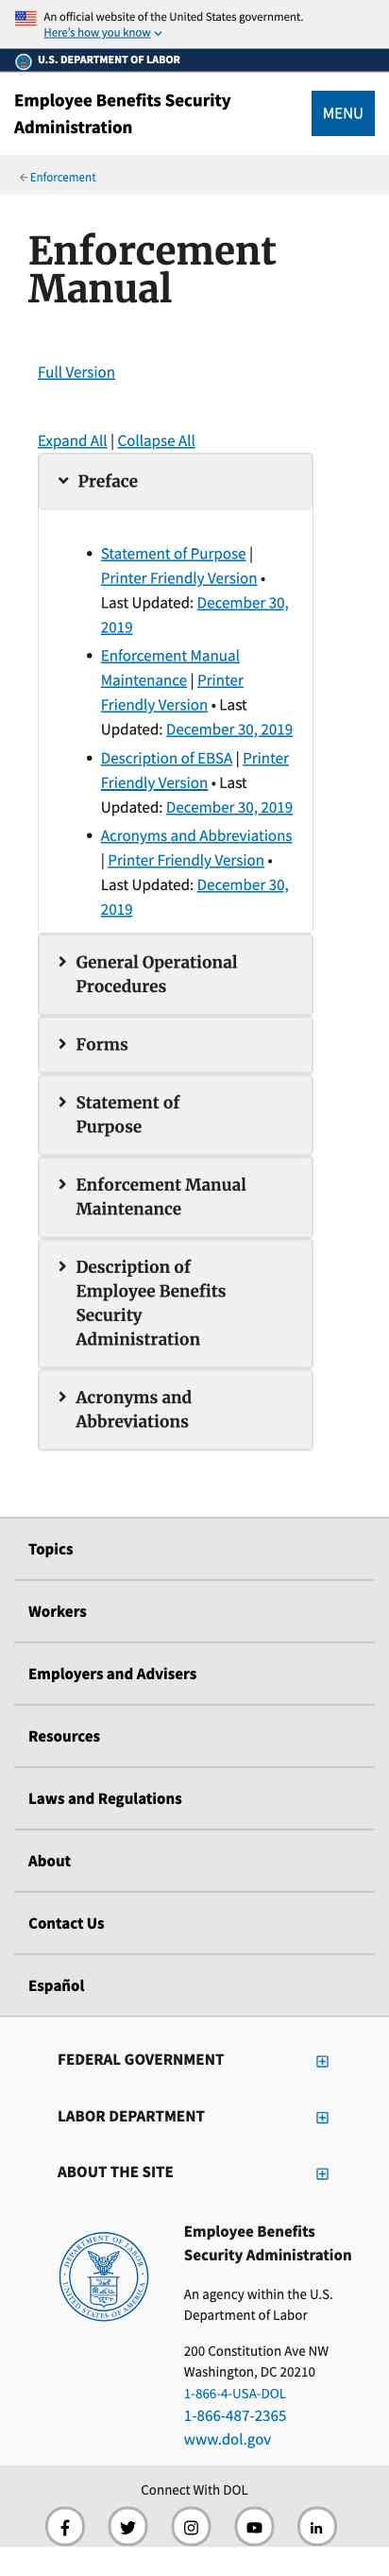 An official website of the United States government.
Here's how you know
U.S. DEPARTMENT OF LABOR
Employee Benefits Security
Administration
MENU
Enforcement
Enforcement
Manual
Full Version
Expand All | Collapse All
Preface
• Statement of Purpose |
Printer Friendly Version •
Last Updated: December 30,
2019
• Enforcement Manual
Maintenance | Printer
Friendly Version • Last
Updated: December 30, 2019
• Description of EBSA | Printer
Friendly Version • Last
Updated: December 30, 2019
• Acronyms and Abbreviations
| Printer Friendly Version •
Last Updated: December 30,
2019
General Operational
Procedures
Forms
Statement of
Purpose
Enforcement Manual
Maintenance
Description of
Employee Benefits
Security
Administration
Acronyms and
Abbreviations
Topics
Workers
Employers and Advisers
Resources
Laws and Regulations
About
Contact Us
Español
FEDERAL GOVERNMENT
LABOR DEPARTMENT
ABOUT THE SITE
DEPARTMENT OF LABOR
UNITED STATES OF AMERICA
Employee Benefits
Security Administration
An agency within the U.S.
Department of Labor
200 Constitution Ave NW
Washington, DC 20210
1-866-4-USA-DOL
1-866-487-2365
www.dol.gov
Connect With DOL